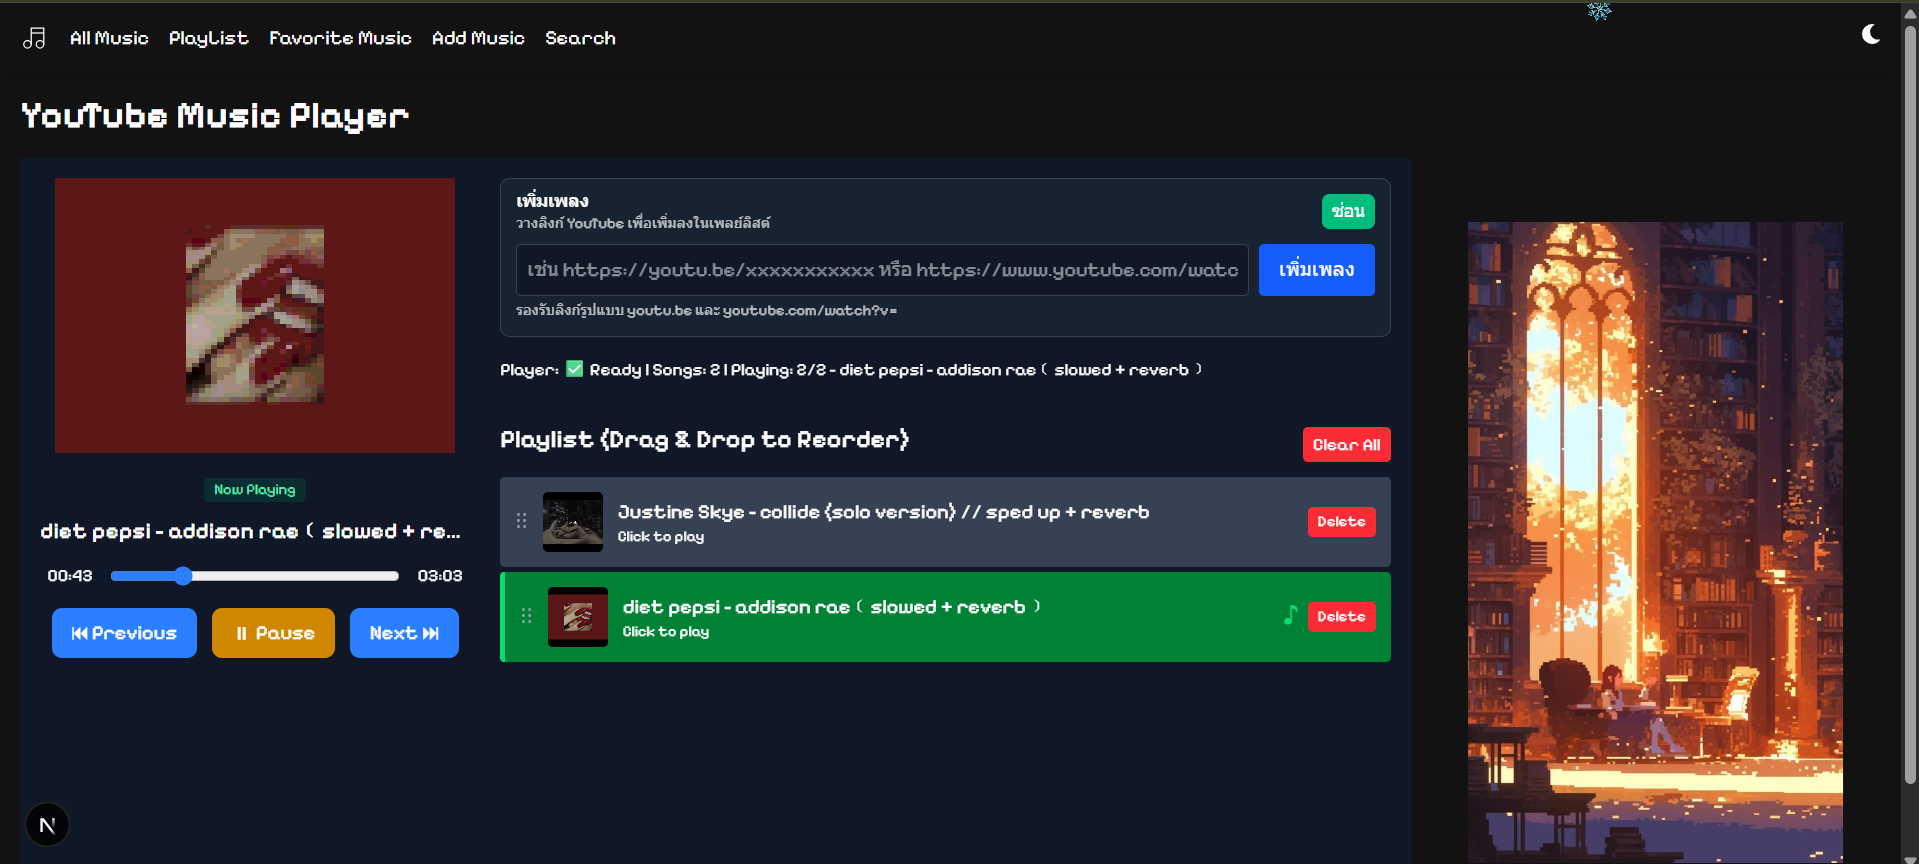 All Music PlayList Favorite Music Add Music Search
YouTube Music Player
เพิ่มเพลง
วางลิงก์ YouTube เพื่อเพิ่มลงในเพลย์ลิสต์
ซ่อน
เช่น https://youtu.be/xxxxxxxxxxx หรือ https://www.youtube.com/watc
เพิ่มเพลง
รองรับลิงก์รูปแบบ youtu.be และ youtube.com/watch?v=
Player: ✅ Ready | Songs: 2 | Playing: 2/2 - diet pepsi - addison rae ( slowed + reverb )
Now Playing
diet pepsi - addison rae ( slowed + re...
00:43 03:03
⏮ Previous ⏸ Pause Next ⏭
Playlist (Drag & Drop to Reorder)
Clear All
Justine Skye - collide (solo version) // sped up + reverb
Click to play
Delete
diet pepsi - addison rae ( slowed + reverb )
Click to play
Delete
N